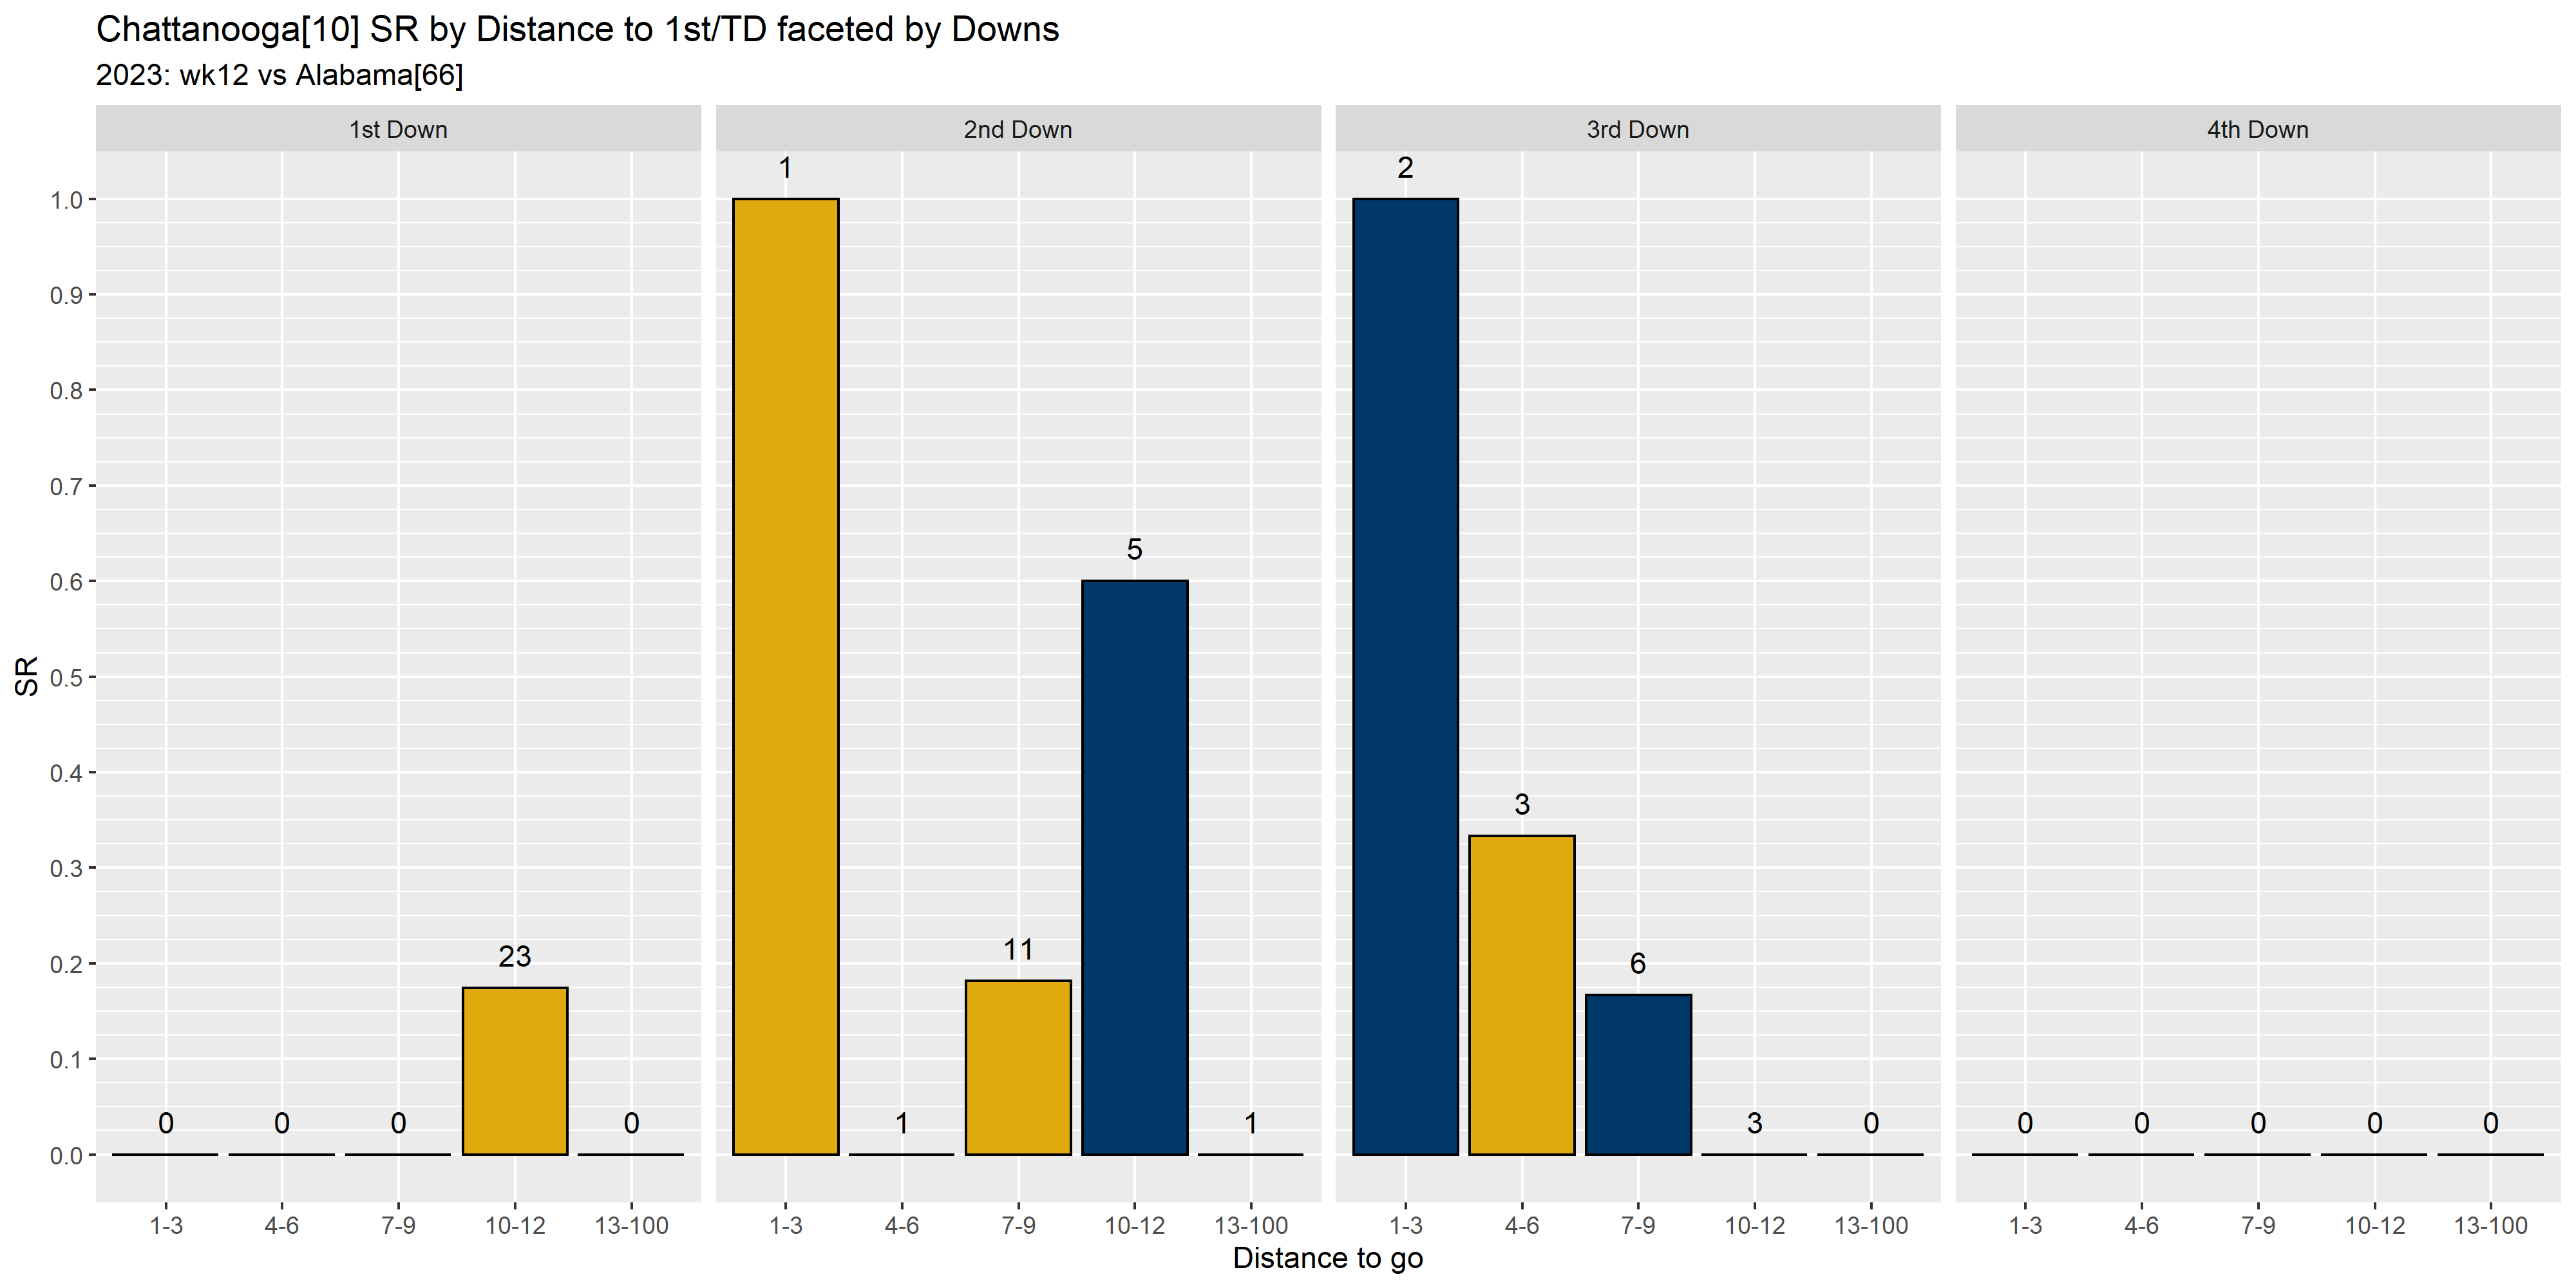 Chattanooga[10] SR by Distance to 1st/TD faceted by Downs
2023: wk12 vs Alabama[66]
1st Down 2nd Down 3rd Down 4th Down
SR
1.0
0.9
0.8
0.7
0.6
0.5
0.4
0.3
0.2
0.1
0.0
0 0 0 23 0
1 1 11 5 1
2 3 6 3 0
0 0 0 0 0
1-3 4-6 7-9 10-12 13-100 1-3 4-6 7-9 10-12 13-100 1-3 4-6 7-9 10-12 13-100 1-3 4-6 7-9 10-12 13-100
Distance to go